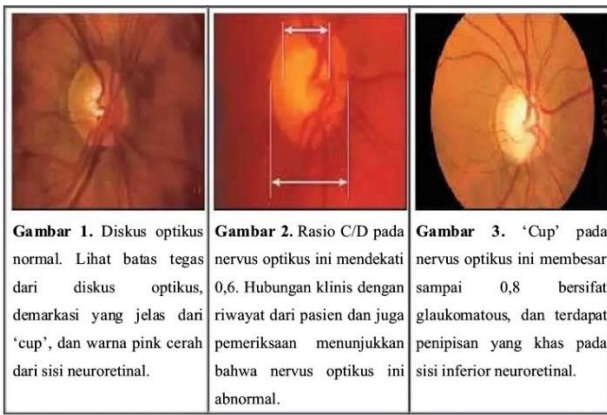 Gambar 1. Diskus optikus
normal. Lihat batas tegas
dari diskus optikus,
demarkasi yang jelas dari
‘cup’, dan warna pink cerah
dari sisi neuroretinal.
Gambar 2. Rasio C/D pada
nervus optikus ini mendekati
0,6. Hubungan klinis dengan
riwayat dari pasien dan juga
pemeriksaan menunjukkan
bahwa nervus optikus ini
abnormal.
Gambar 3. ‘Cup’ pada
nervus optikus ini membesar
sampai 0,8 bersifat
glaukomatous, dan terdapat
penipisan yang khas pada
sisi inferior neuroretinal.